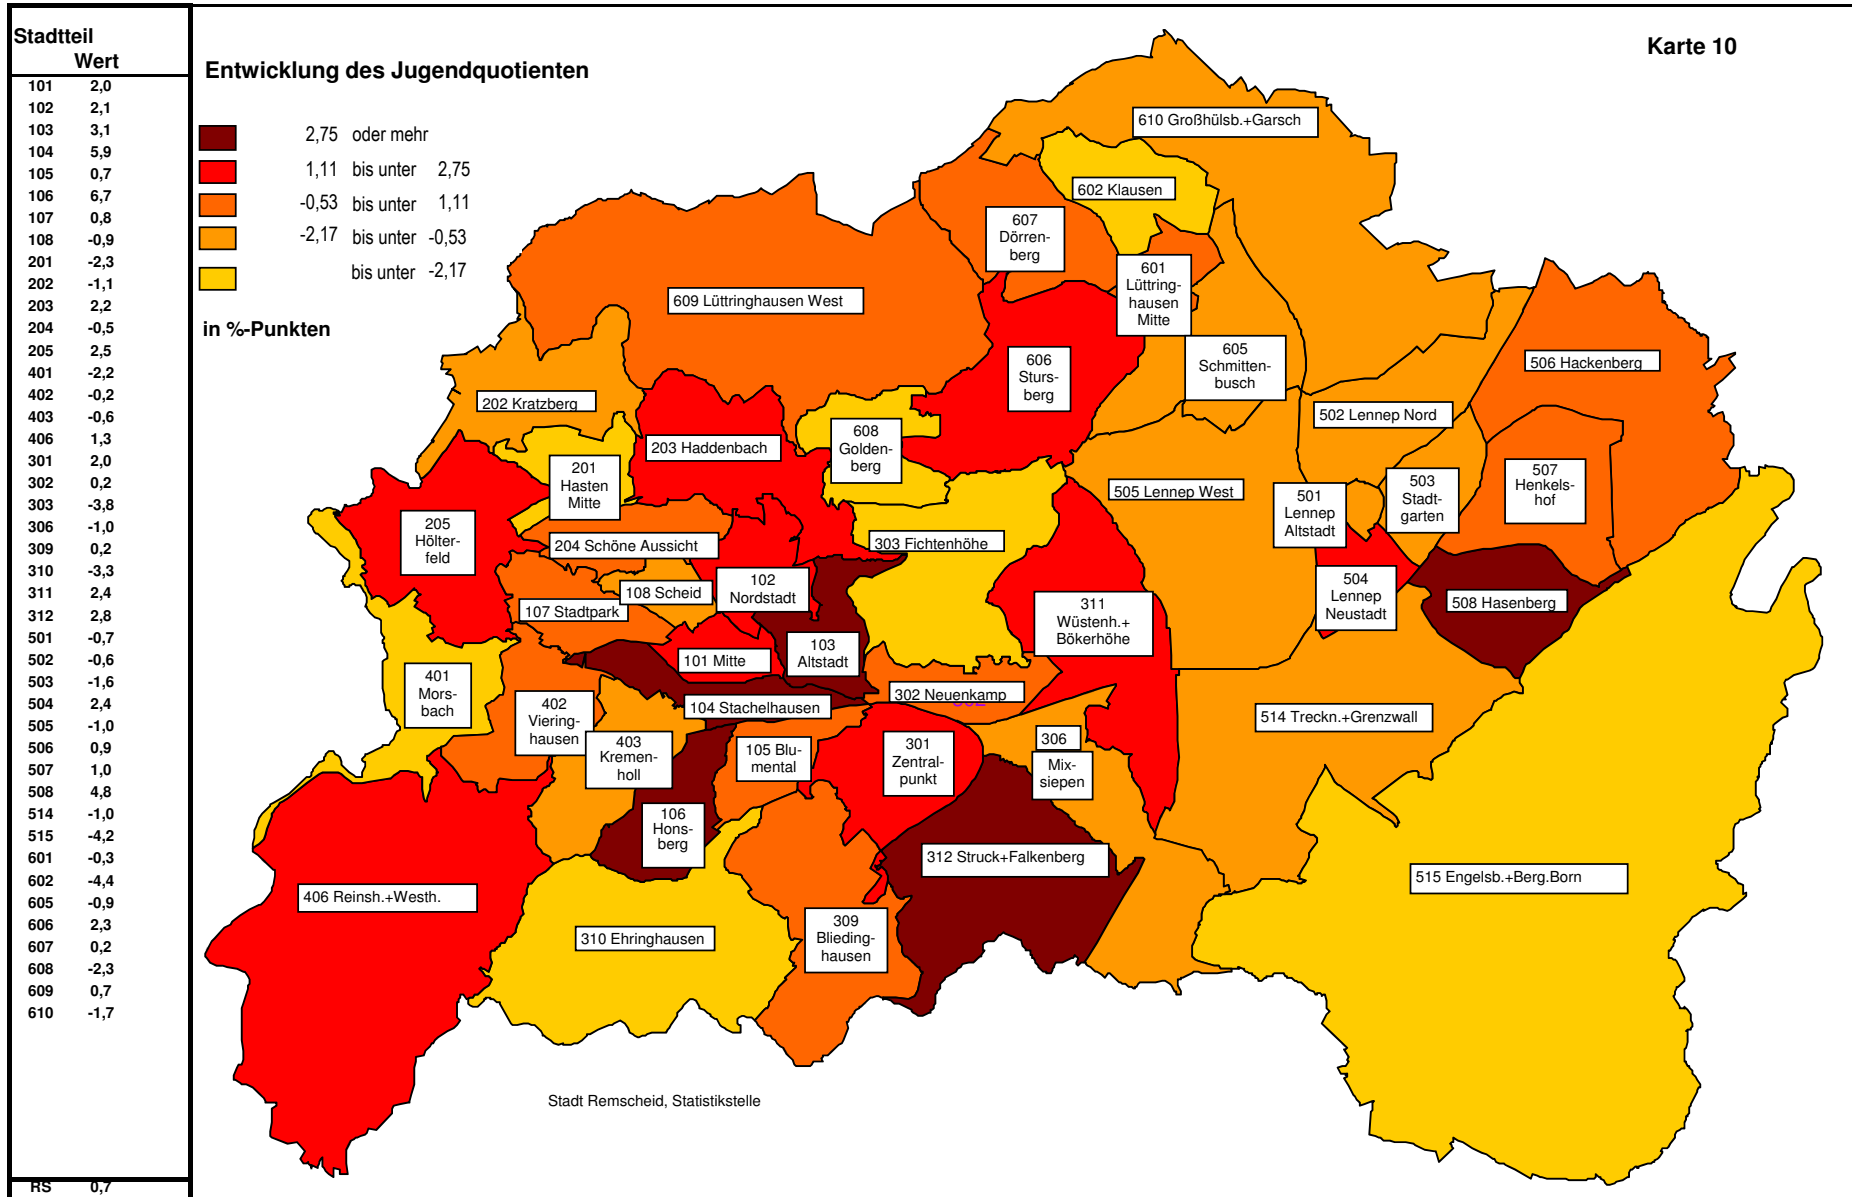 Stadtteil
Wert
101 2,0
102 2,1
103 3,1
104 5,9
105 0,7
106 6,7
107 0,8
108 -0,9
201 -2,3
202 -1,1
203 2,2
204 -0,5
205 2,5
401 -2,2
402 -0,2
403 -0,6
406 1,3
301 2,0
302 0,2
303 -3,8
306 -1,0
309 0,2
310 -3,3
311 2,4
312 2,8
501 -0,7
502 -0,6
503 -1,6
504 2,4
505 -1,0
506 0,9
507 1,0
508 4,8
514 -1,0
515 -4,2
601 -0,3
602 -4,4
605 -0,9
606 2,3
607 0,2
608 -2,3
609 0,7
610 -1,7
RS 0,7
Entwicklung des Jugendquotienten
2,75 oder mehr
1,11 bis unter 2,75
-0,53 bis unter 1,11
-2,17 bis unter -0,53
bis unter -2,17
in %-Punkten
Karte 10
610 Großhülsb.+Garsch
602 Klausen
607
Dörren-
berg
601
Lüttring-
hausen
Mitte
609 Lüttringhausen West
605
Schmitten-
busch
606
Sturs-
berg
506 Hackenberg
202 Kratzberg
502 Lennep Nord
203 Haddenbach
608
Golden-
berg
201
Hasten
Mitte
505 Lennep West
501
Lennep
Altstadt
503
Stadt-
garten
507
Henkels-
hof
205
Hölter-
feld
204 Schöne Aussicht
303 Fichtenhöhe
108 Scheid
102
Nordstadt
107 Stadtpark
311
Wüstenh.+
Bökerhöhe
504
Lennep
Neustadt
508 Hasenberg
103
Altstadt
101 Mitte
401
Mors-
bach
302 Neuenkamp
402
Viering-
hausen
104 Stachelhausen
514 Treckn.+Grenzwall
403
Kremen-
holl
105 Blu-
mental
301
Zentral-
punkt
306
Mix-
siepen
106
Hons-
berg
312 Struck+Falkenberg
515 Engelsb.+Berg.Born
406 Reinsh.+Westh.
310 Ehringhausen
309
Blieding-
hausen
Stadt Remscheid, Statistikstelle